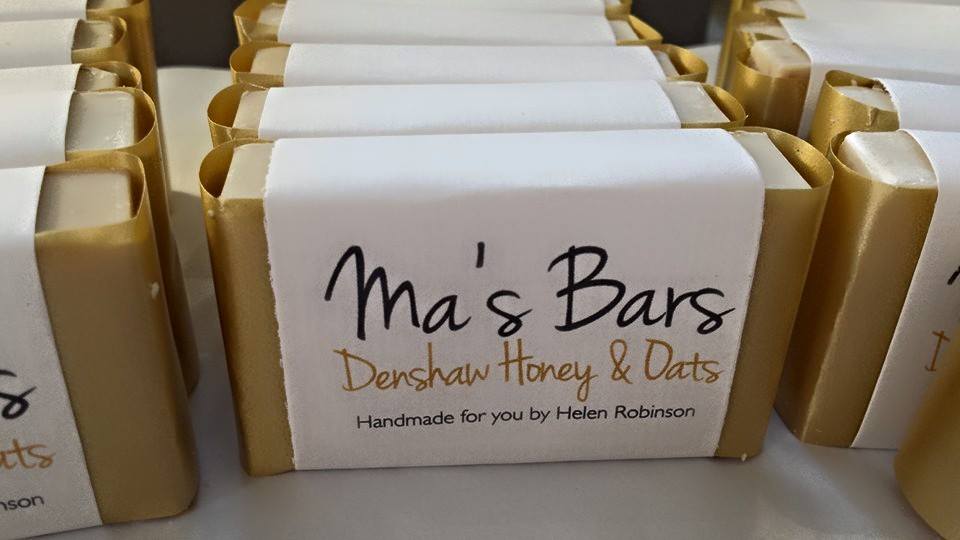 Ma's Bars
Denshaw Honey & Oats
Handmade for you by Helen Robinson